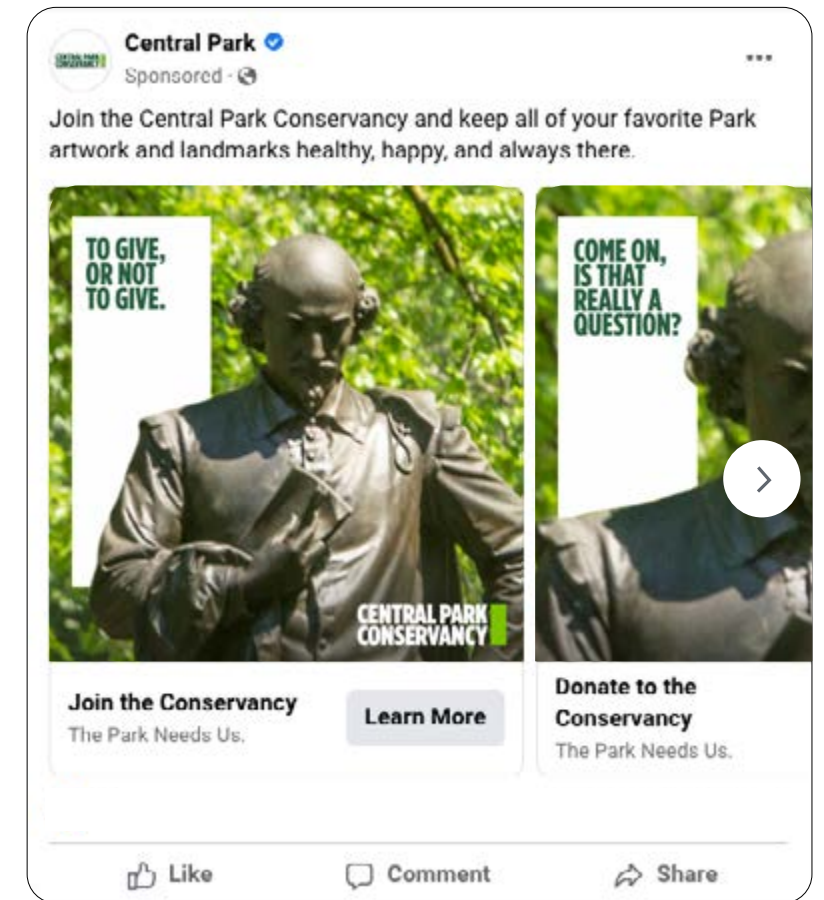 Central Park
Sponsored ·
Join the Central Park Conservancy and keep all of your favorite Park
artwork and landmarks healthy, happy, and always there.
TO GIVE,
OR NOT
TO GIVE.
CENTRAL PARK
CONSERVANCY
Join the Conservancy
The Park Needs Us.
Learn More
COME ON,
IS THAT
REALLY A
QUESTION?
Donate to the
Conservancy
The Park Needs Us.
Like
Comment
Share